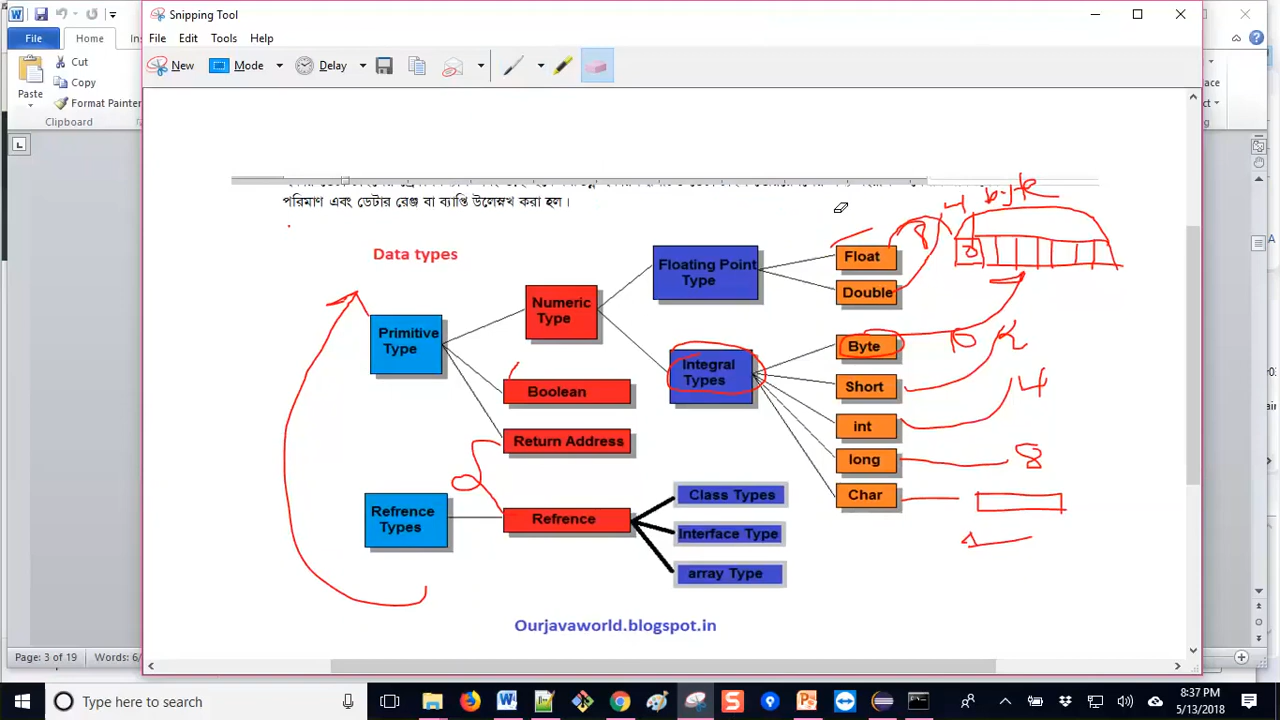 Snipping Tool
File Home
File Edit Tools Help
New Mode Delay
Cut
Copy
Paste Format Painter
Clipboard
পরিমাণ এবং ডেটার রেঞ্জ বা ব্যাপ্তি উল্লেখ করা হল।
4 byte
8
8
Data types
Floating Point
Type
Float
Double
Numeric
Type
Primitive
Type
Integral
Types
Byte
2
Boolean
Short
4
Return Address
int
long
8
Char
Class Types
Refrence
Types
Refrence
Interface Type
array Type
Ourjavaworld.blogspot.in
Page: 3 of 19
Type here to search
8:37 PM
5/13/2018